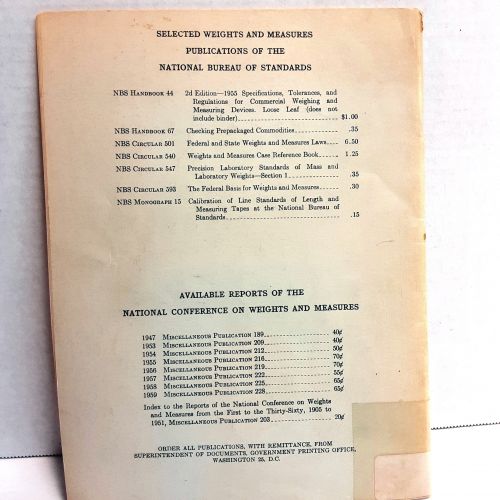 SELECTED WEIGHTS AND MEASURES
PUBLICATIONS OF THE
NATIONAL BUREAU OF STANDARDS
NBS HANDBOOK 44 2d Edition—1955 Specifications, Tolerances, and
Regulations for Commercial Weighing and
Measuring Devices. Loose Leaf (does not
include binder) $1.00
NBS HANDBOOK 67 Checking Prepackaged Commodities .35
NBS CIRCULAR 501 Federal and State Weights and Measures Laws 6.50
NBS CIRCULAR 540 Weights and Measures Case Reference Book 1.25
NBS CIRCULAR 547 Precision Laboratory Standards of Mass and
Laboratory Weights—Section 1 .35
NBS CIRCULAR 593 The Federal Basis for Weights and Measures .30
NBS MONOGRAPH 15 Calibration of Line Standards of Length and
Measuring Tapes at the National Bureau of
Standards .15
AVAILABLE REPORTS OF THE
NATIONAL CONFERENCE ON WEIGHTS AND MEASURES
1947 MISCELLANEOUS PUBLICATION 189 40¢
1953 MISCELLANEOUS PUBLICATION 209 40¢
1954 MISCELLANEOUS PUBLICATION 212 50¢
1955 MISCELLANEOUS PUBLICATION 216 70¢
1956 MISCELLANEOUS PUBLICATION 219 70¢
1957 MISCELLANEOUS PUBLICATION 222 55¢
1958 MISCELLANEOUS PUBLICATION 225 65¢
1959 MISCELLANEOUS PUBLICATION 228 65¢
Index to the Reports of the National Conference on Weights
and Measures from the First to the Thirty-Sixty, 1905 to
1951, MISCELLANEOUS PUBLICATION 203 20¢
ORDER ALL PUBLICATIONS, WITH REMITTANCE, FROM
SUPERINTENDENT OF DOCUMENTS, GOVERNMENT PRINTING OFFICE,
WASHINGTON 25, D.C.